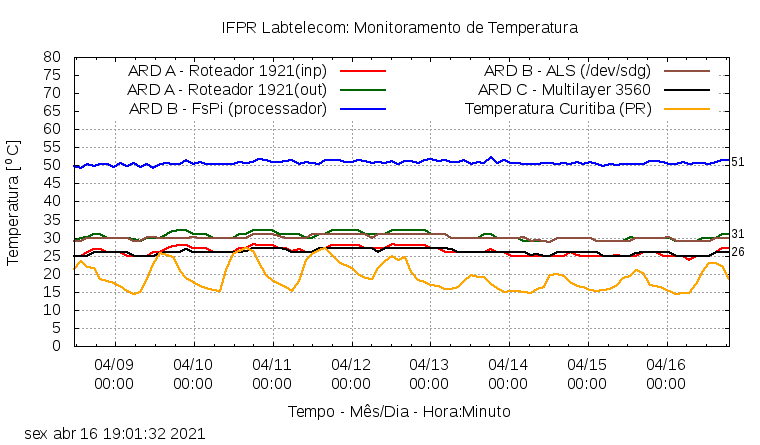 IFPR Labtelecom: Monitoramento de Temperatura
Temperatura [ ° C]
80
75
70
65
60
55
50
45
40
35
30
25
20
15
10
5
0
ARD A - Roteador 1921(inp)
ARD A - Roteador 1921(out)
ARD B - FsPi (processador)
ARD B - ALS (/dev/sdg)
ARD C - Multilayer 3560
Temperatura Curitiba (PR)
51
31
26
04/09 04/10 04/11 04/12 04/13 04/14 04/15 04/16
00:00 00:00 00:00 00:00 00:00 00:00 00:00 00:00
Tempo - Mês/Dia - Hora:Minuto
sex abr 16 19:01:32 2021